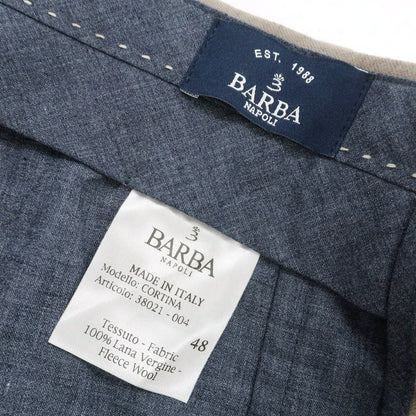 EST. 1988
BARBA
NAPOLI
BARBA
NAPOLI
MADE IN ITALY
Modello: CORTINA
Articolo: 38021 - 004
48
Tessuto - Fabric
100% Lana Vergine -
Fleece Wool